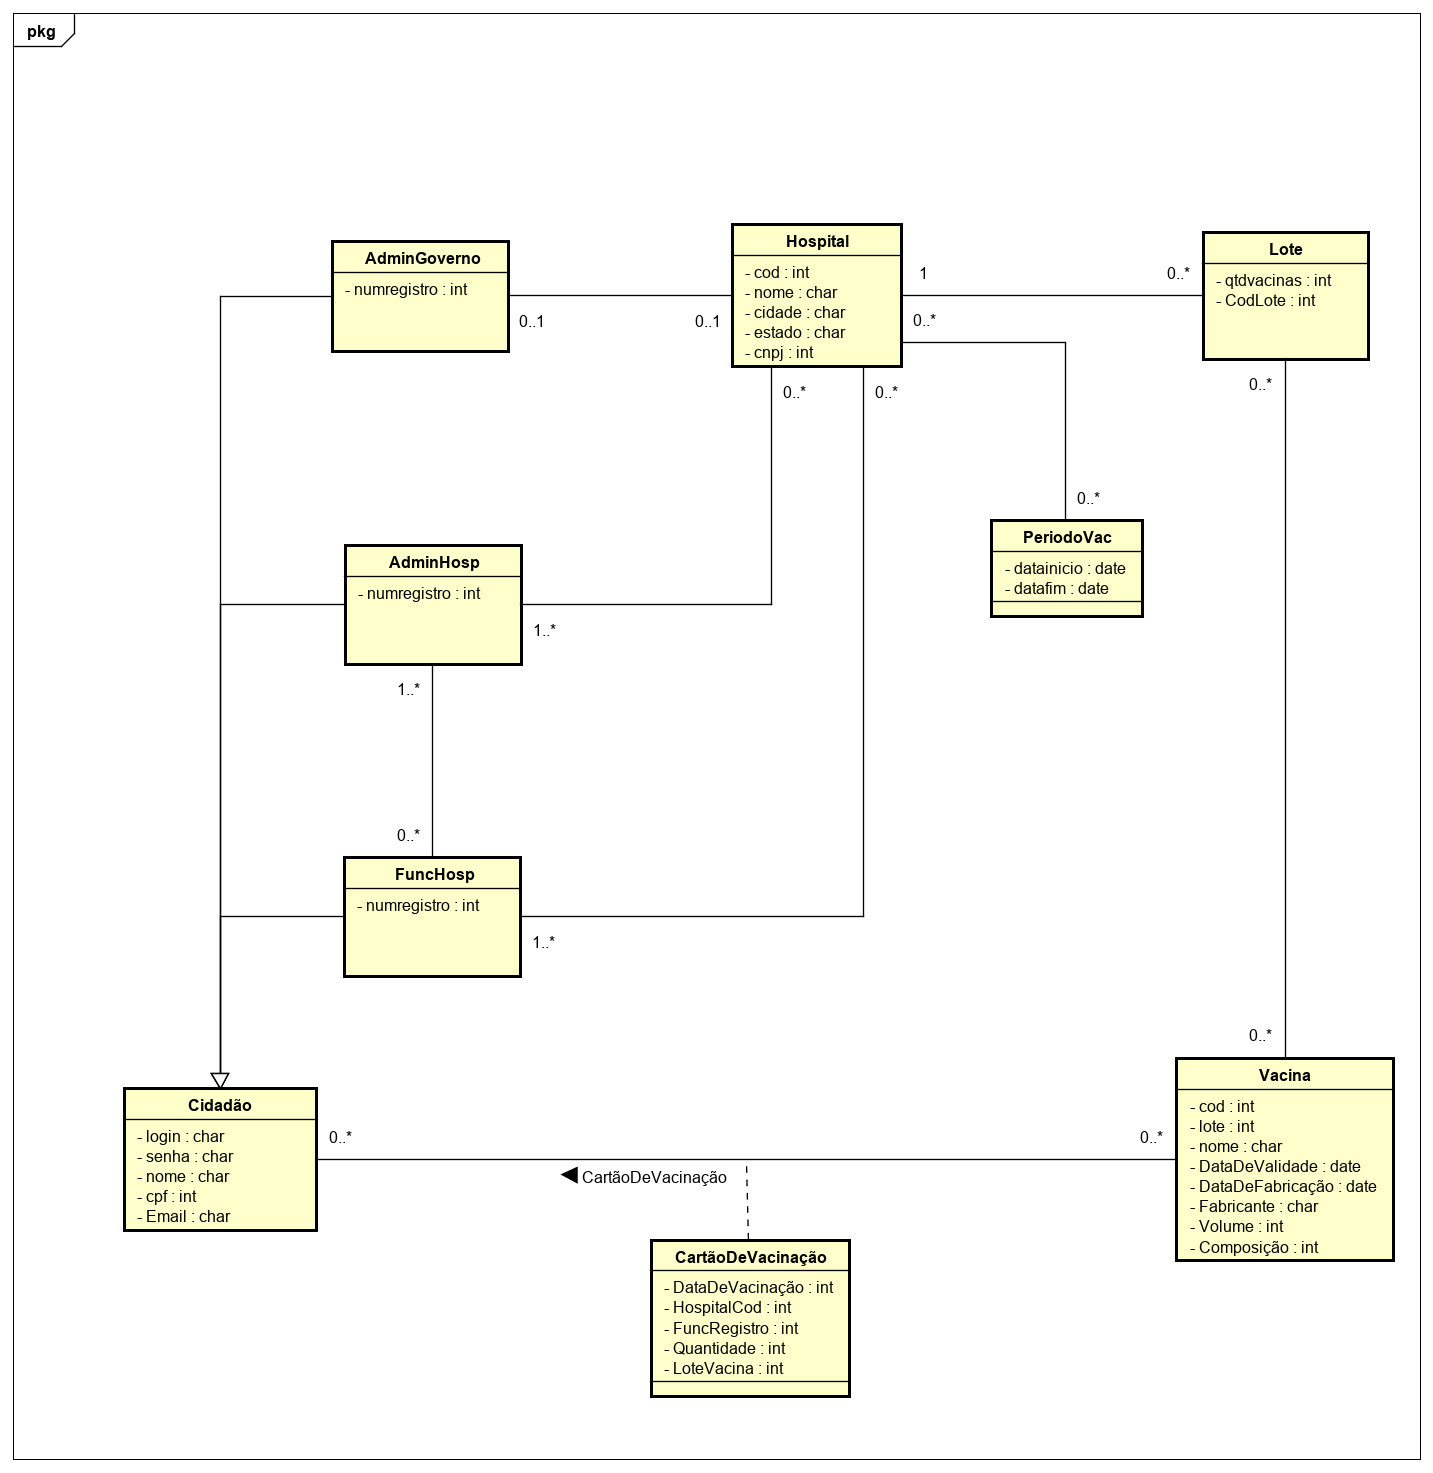 pkg
AdminGoverno
- numregistro : int
0..1
0..1
Hospital
- cod : int
- nome : char
- cidade : char
- estado : char
- cnpj : int
1
0..*
Lote
- qtdvacinas : int
- CodLote : int
0..*
0..*
0..*
0..*
0..*
PeriodoVac
- datainicio : date
- datafim : date
AdminHosp
- numregistro : int
1..*
1..*
0..*
FuncHosp
- numregistro : int
1..*
0..*
Vacina
- cod : int
- lote : int
- nome : char
- DataDeValidade : date
- DataDeFabricação : date
- Fabricante : char
- Volume : int
- Composição : int
Cidadão
- login : char
- senha : char
- nome : char
- cpf : int
- Email : char
0..*
0..*
CartãoDeVacinação
CartãoDeVacinação
- DataDeVacinação : int
- HospitalCod : int
- FuncRegistro : int
- Quantidade : int
- LoteVacina : int